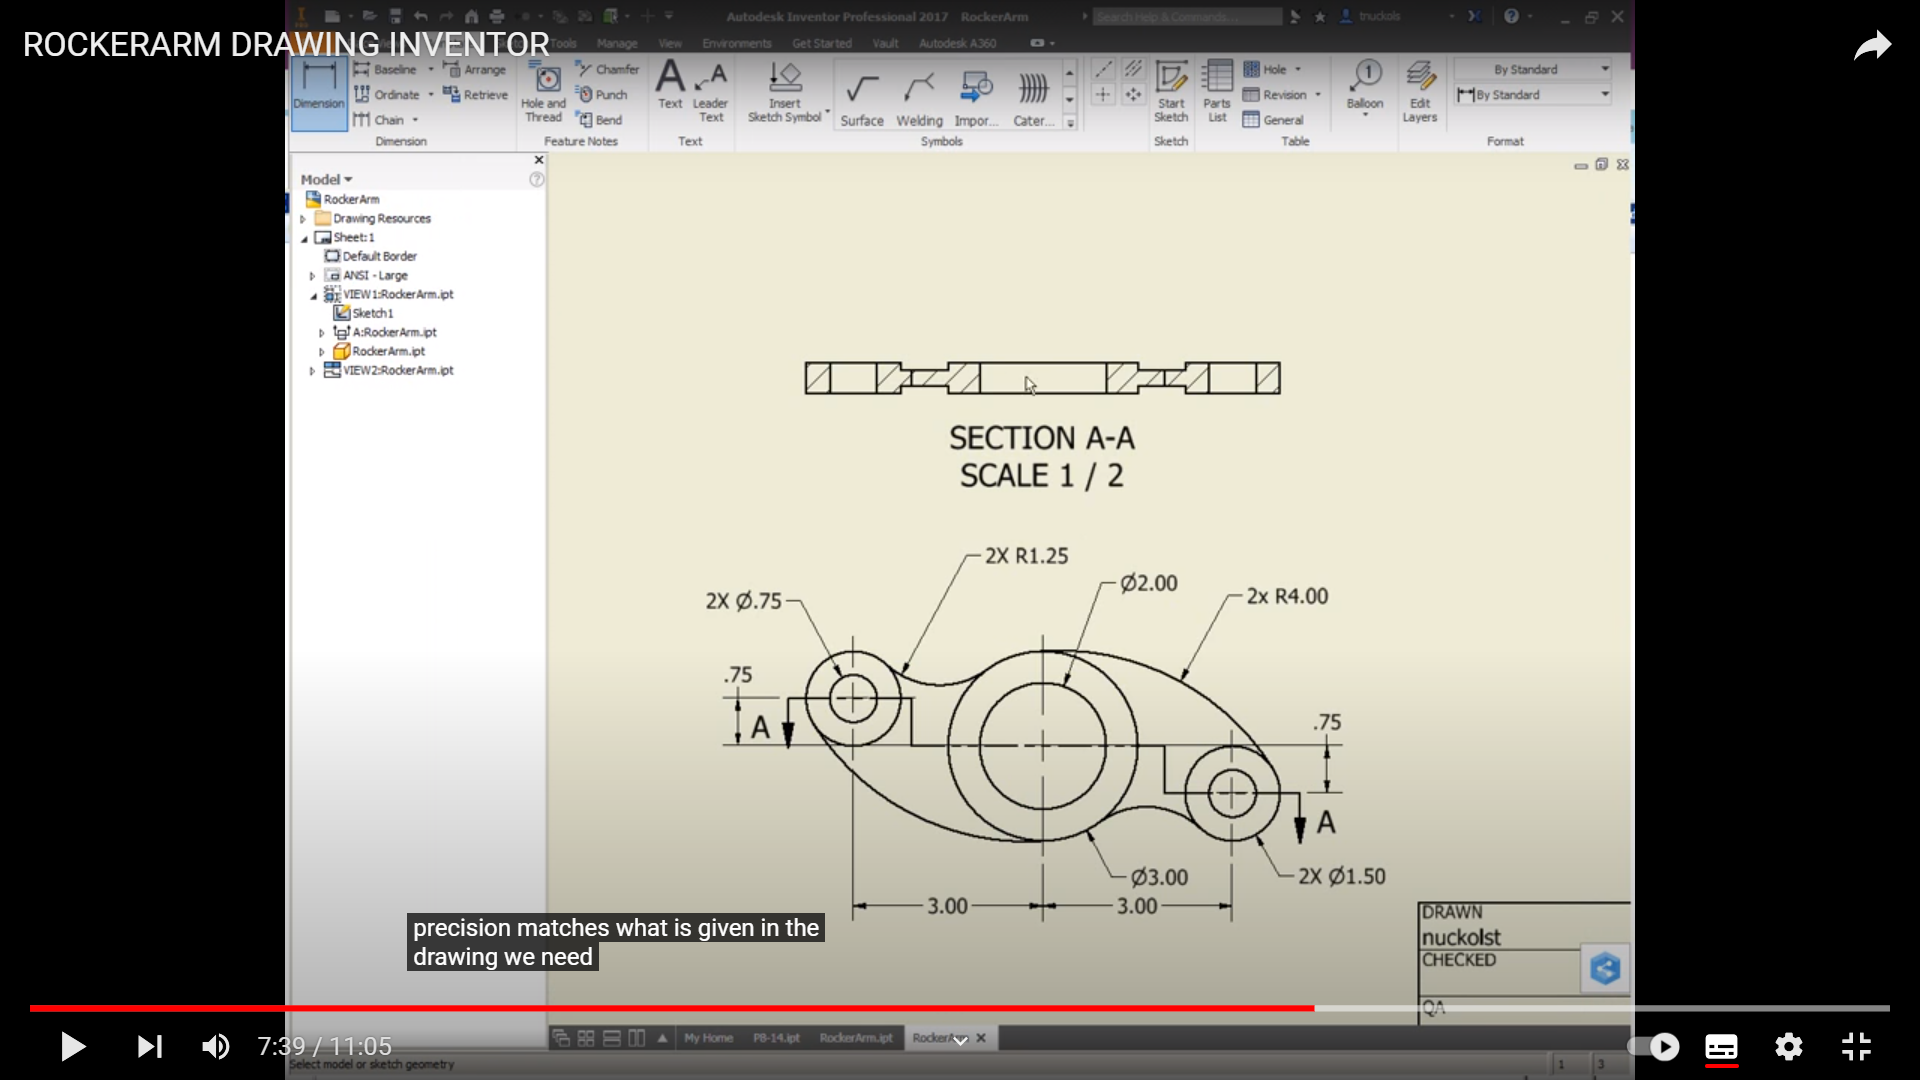 ROCKERARM DRAWING INVENTOR
Autodesk Inventor Professional 2017 RockerArm
Search Help & Commands...
tnuckols
Tools Manage View Environments Get Started Vault Autodesk A360
Dimension
Baseline
Ordinate
Chain
Arrange
Retrieve
Dimension
Hole and Thread
Chamfer
Punch
Bend
Feature Notes
Text
Leader Text
Text
Insert Sketch Symbol
Surface
Welding
Impor...
Cater...
Symbols
Start Sketch
Sketch
Parts List
Hole
Revision
General
Table
Balloon
1
Edit Layers
By Standard
By Standard
Format
Model
RockerArm
Drawing Resources
Sheet:1
Default Border
ANSI - Large
VIEW1:RockerArm.ipt
Sketch1
A:RockerArm.ipt
RockerArm.ipt
VIEW2:RockerArm.ipt
SECTION A-A
SCALE 1 / 2
2X R1.25
2X Ø.75
Ø2.00
2x R4.00
.75
A
.75
A
Ø3.00
2X Ø1.50
3.00
3.00
DRAWN
nuckolst
CHECKED
QA
precision matches what is given in the
drawing we need
My Home P8-14.ipt RockerArm.ipt
7:39 / 11:05
Select model or sketch geometry
1 3